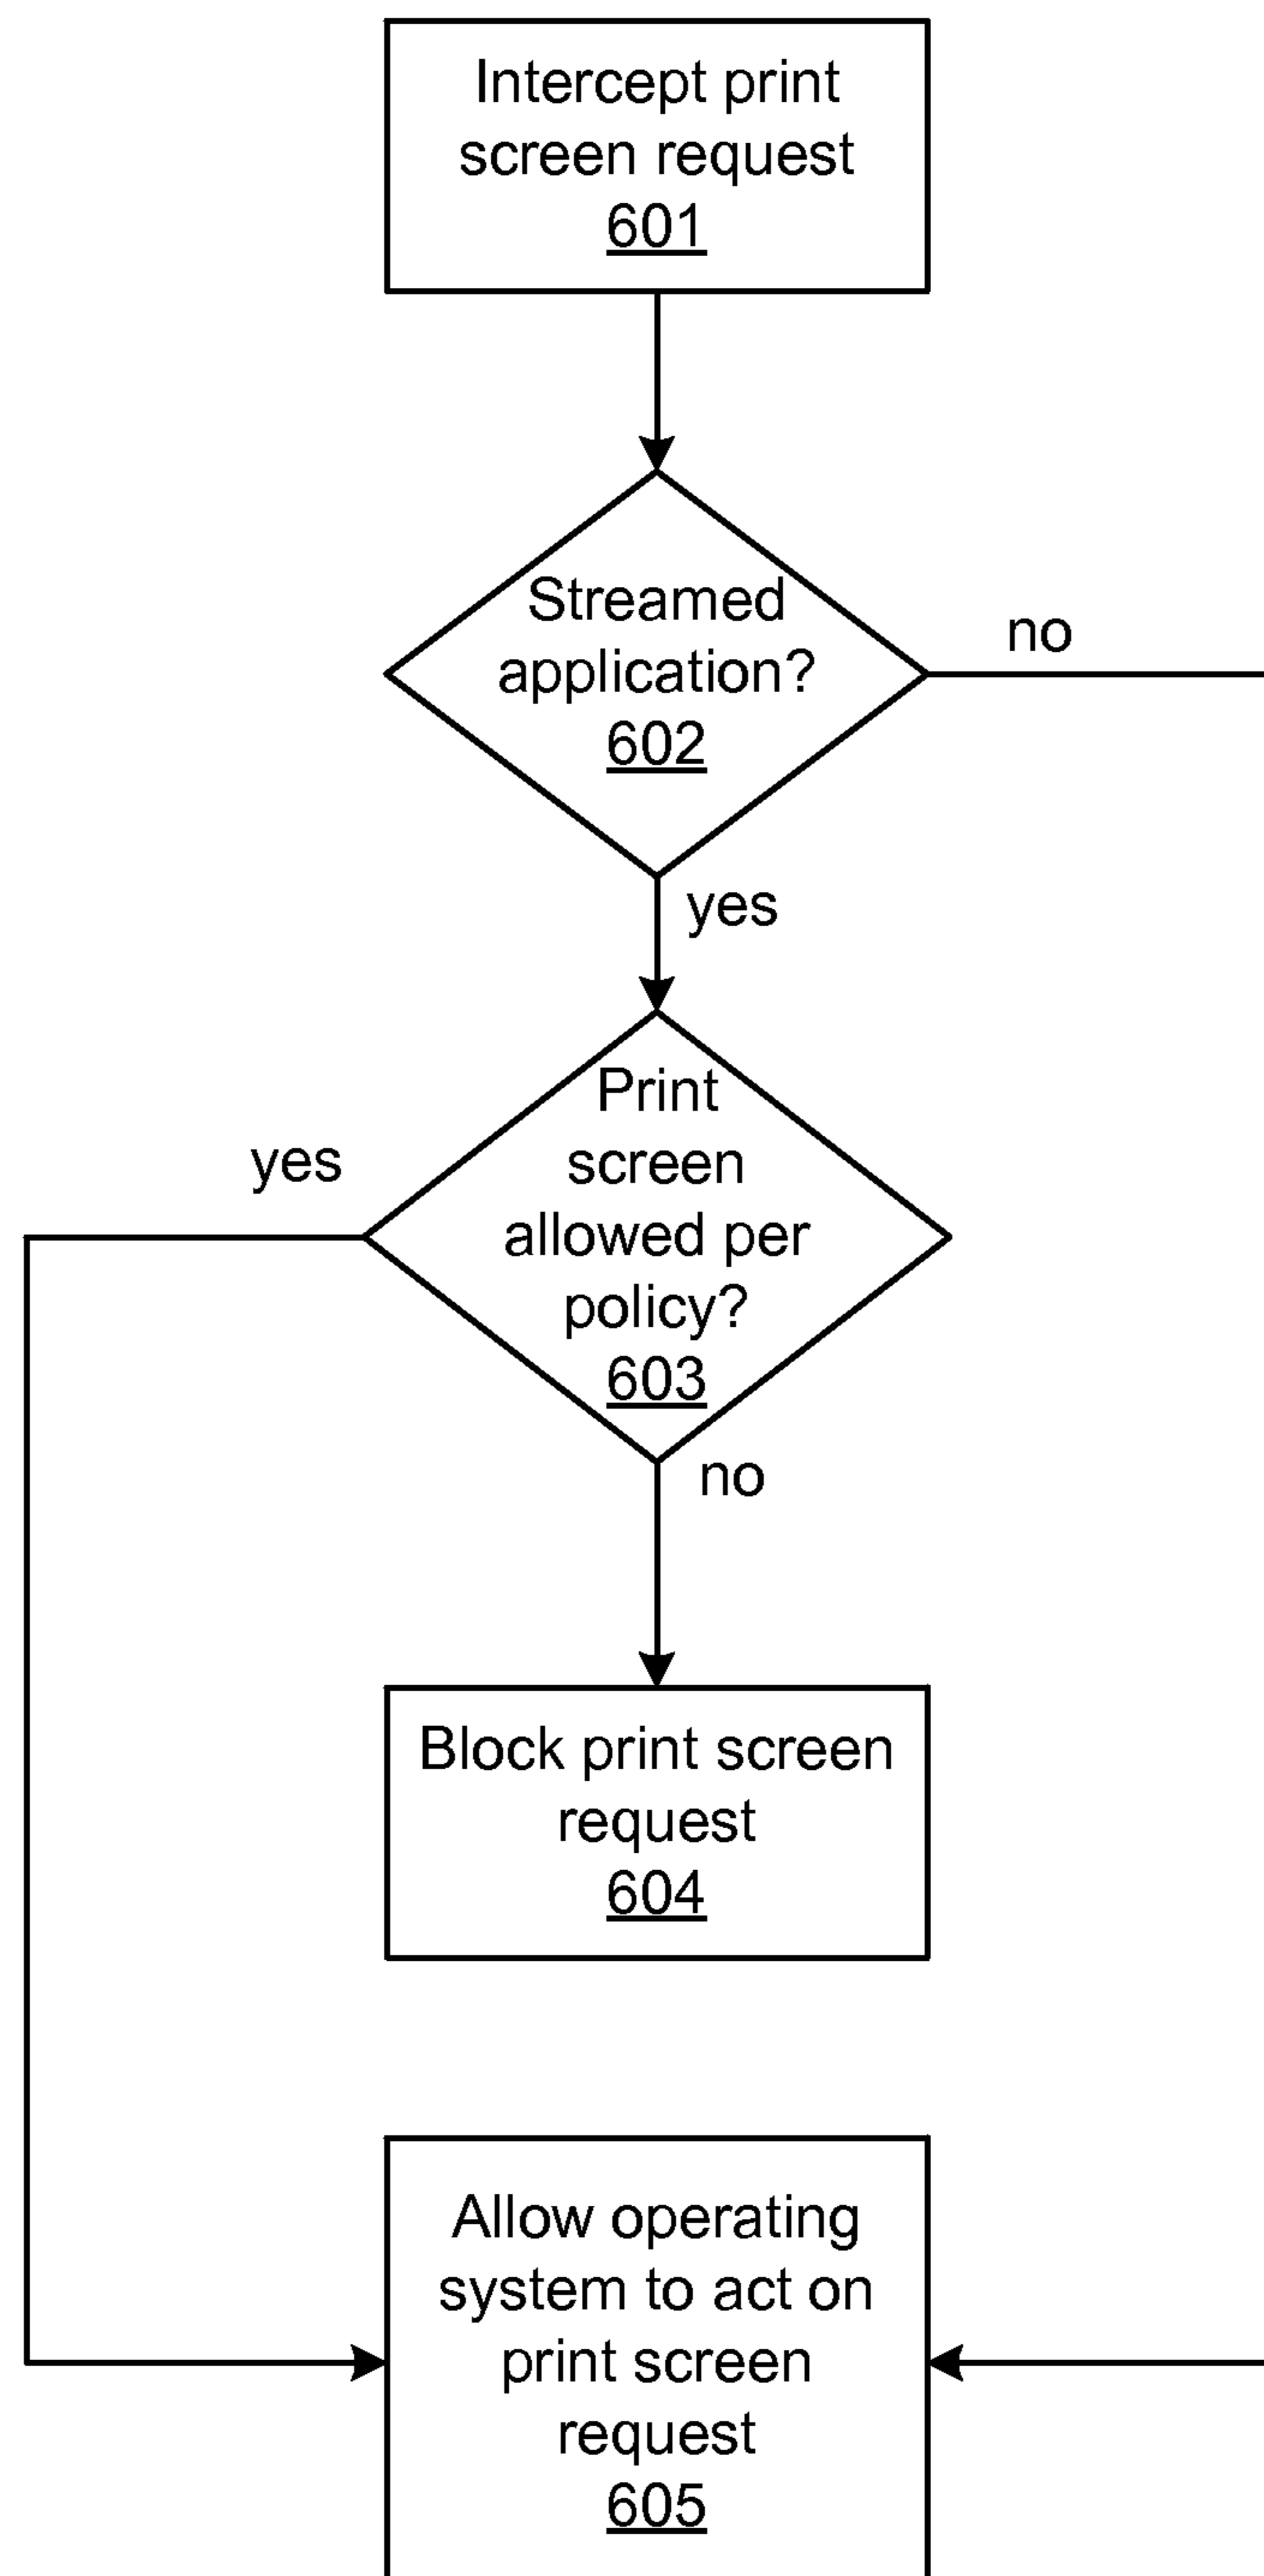 Intercept print
screen request
601
Streamed
application?
602
no
yes
Print
screen
allowed per
policy?
603
yes
no
Block print screen
request
604
Allow operating
system to act on
print screen
request
605